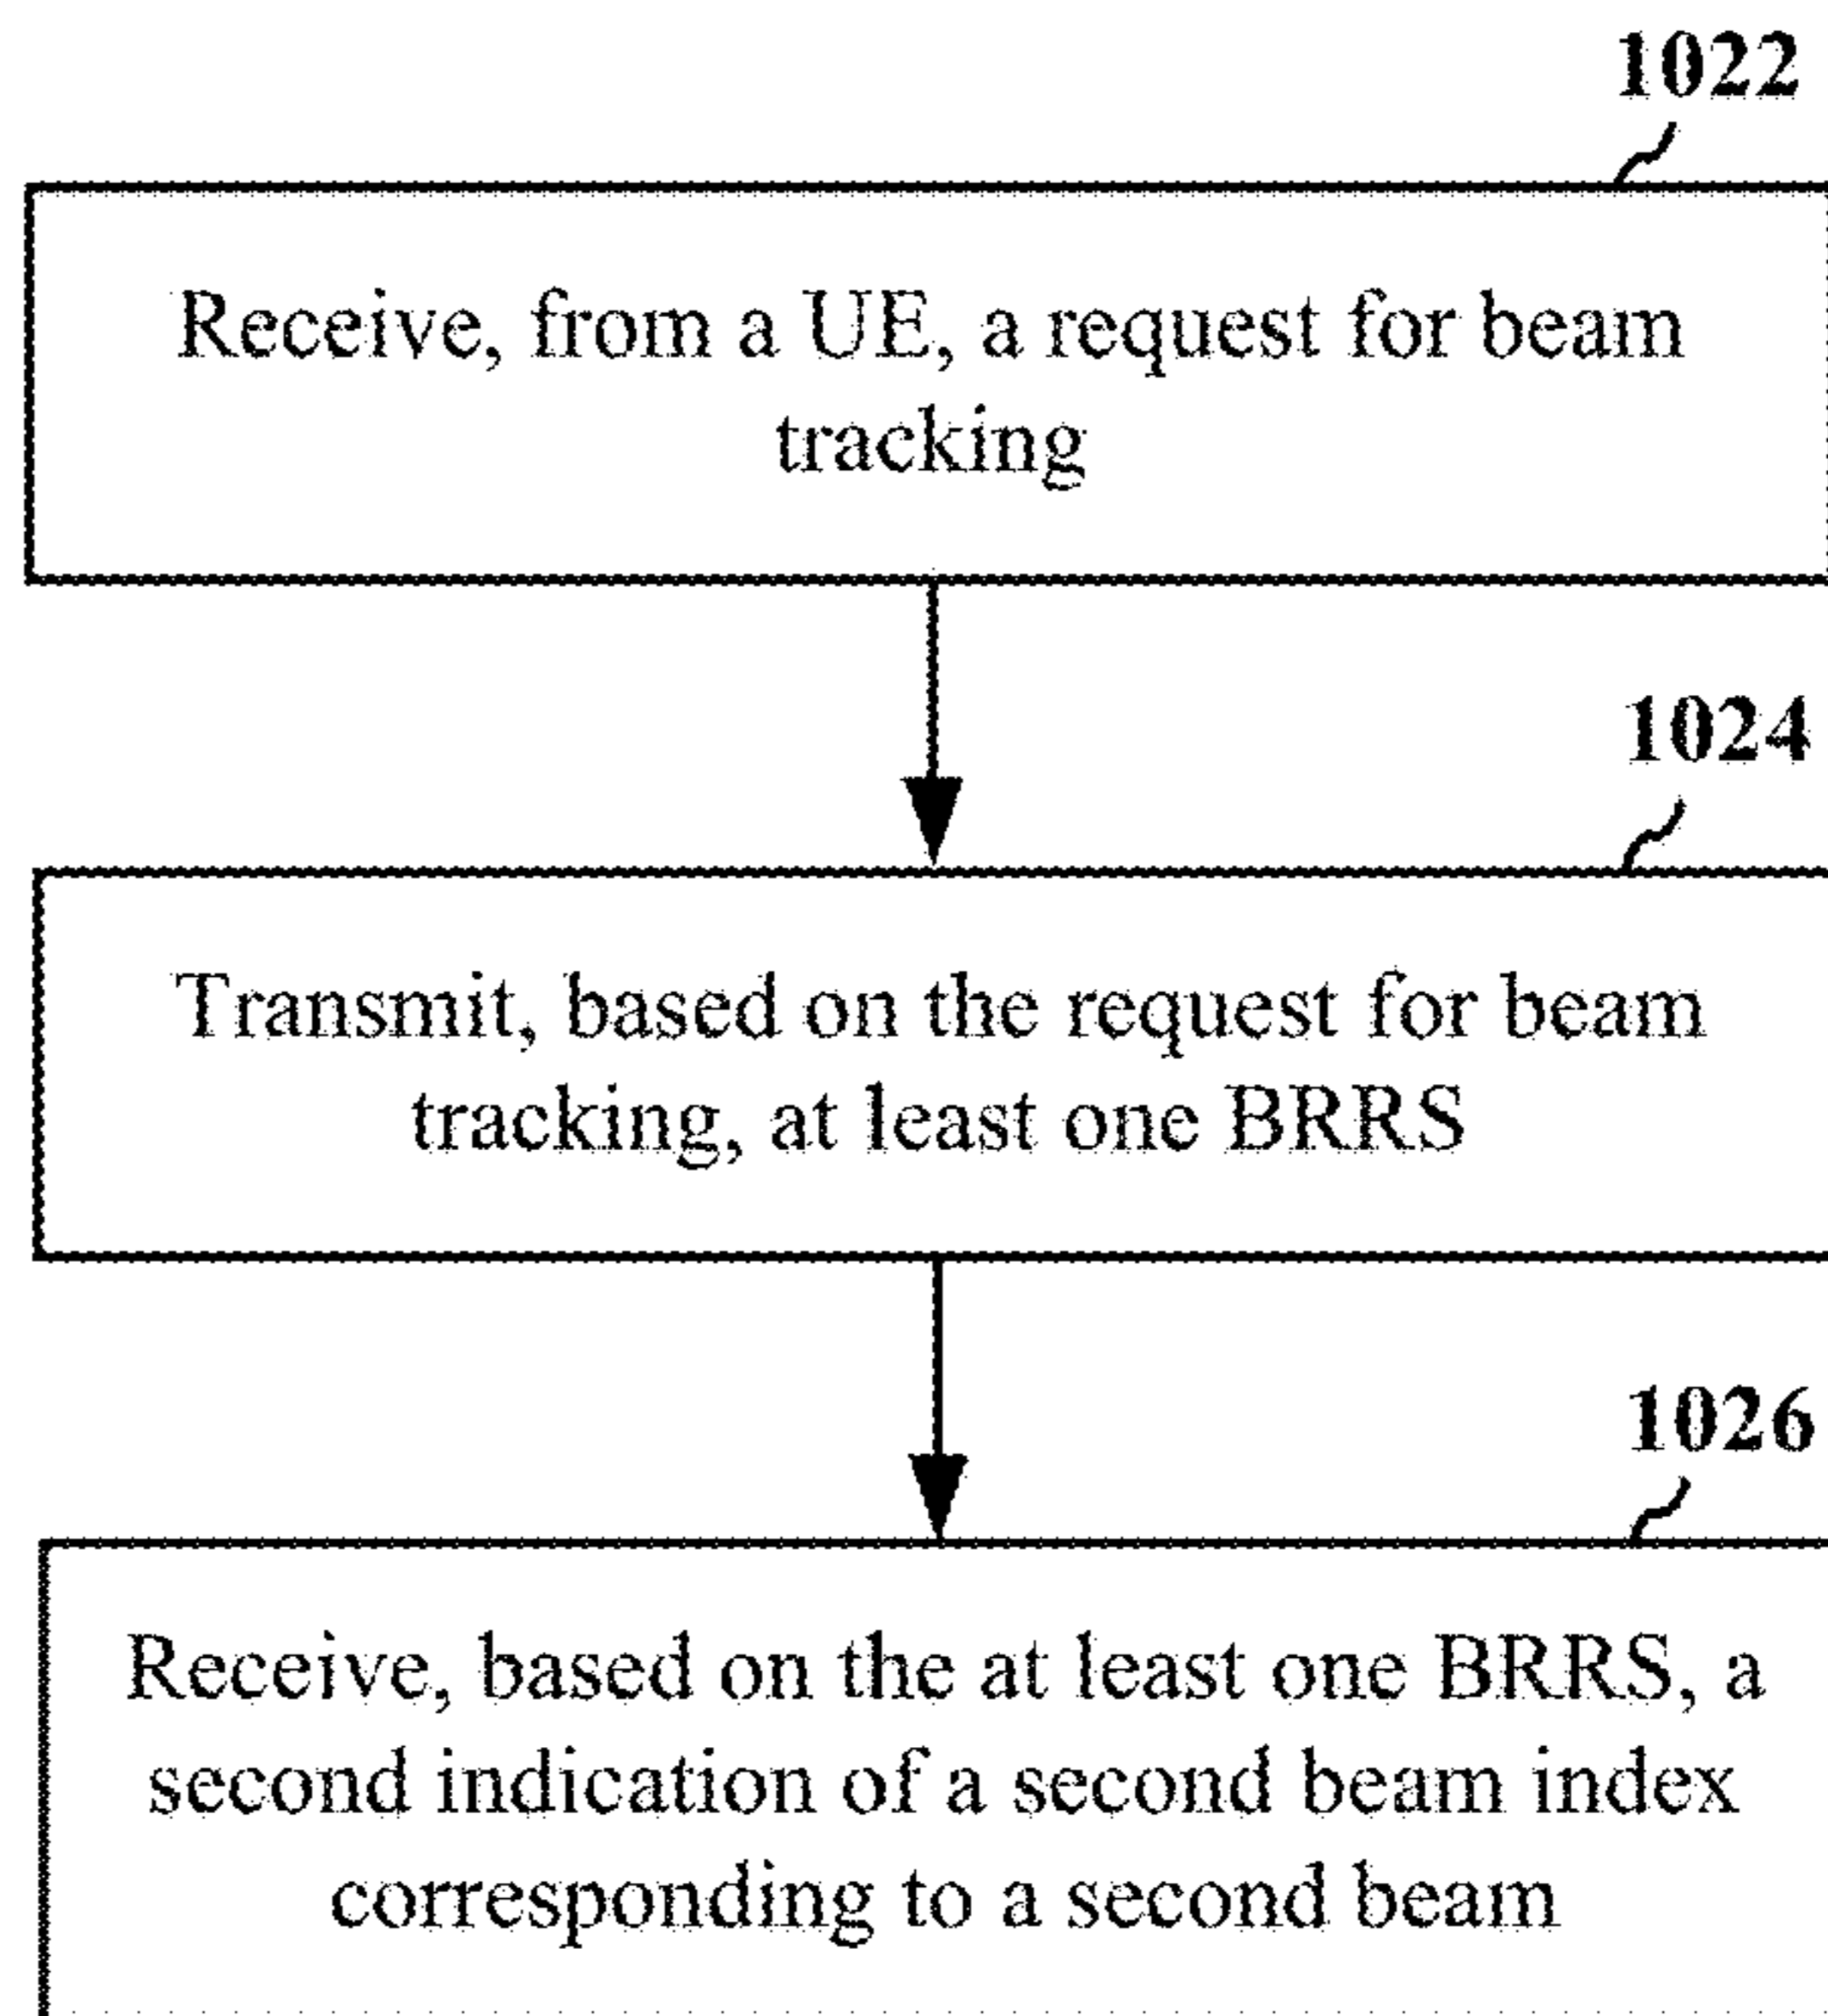 1022
Receive, from a UE, a request for beam
tracking
1024
Transmit, based on the request for beam
tracking, at least one BRRS
1026
Receive, based on the at least one BRRS, a
second indication of a second beam index
corresponding to a second beam